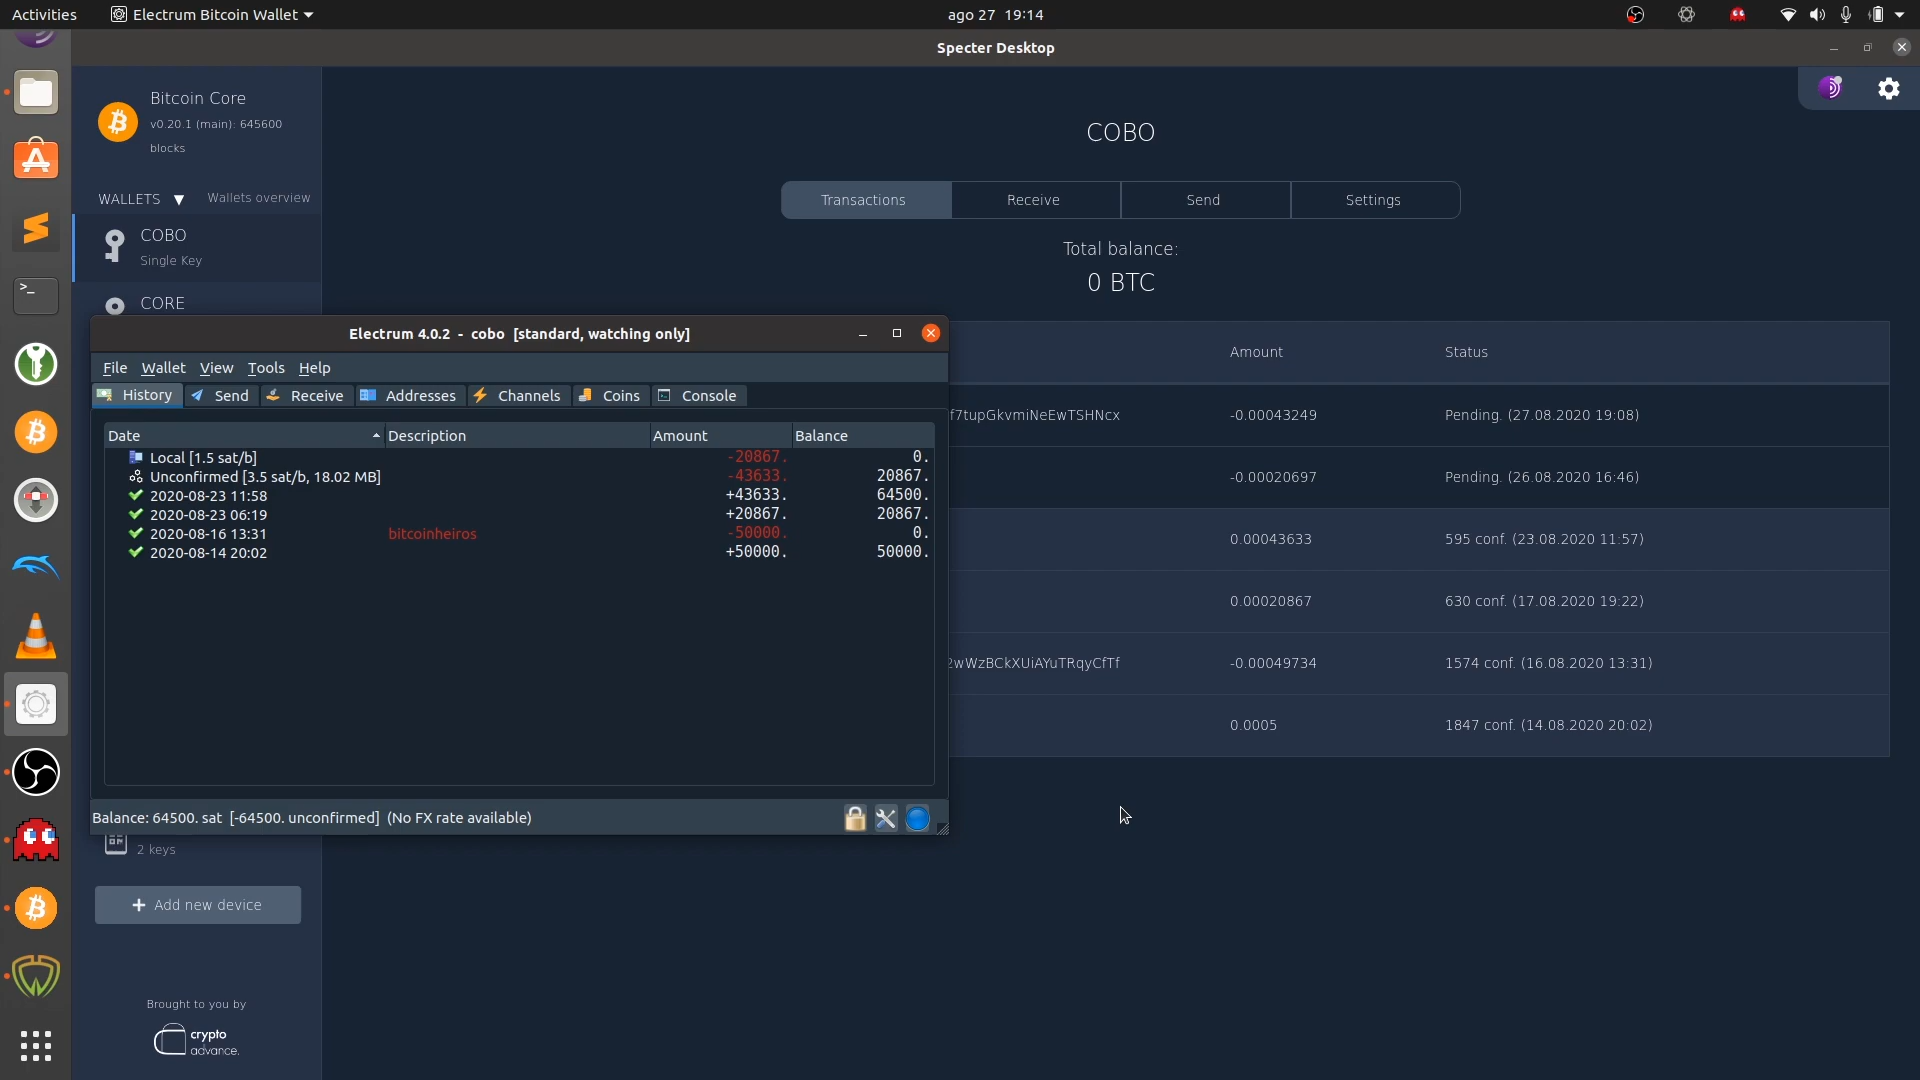 Activities Electrum Bitcoin Wallet ago 27 19:14
Specter Desktop
Bitcoin Core
v0.20.1 (main): 645600
blocks
WALLETS ▼ Wallets overview
COBO
Single Key
CORE
COBO
Transactions Receive Send Settings
Total balance:
0 BTC
Amount Status
f7tupGkvmiNeEwTSHNcx -0.00043249 Pending. (27.08.2020 19:08)
-0.00020697 Pending. (26.08.2020 16:46)
0.00043633 595 conf. (23.08.2020 11:57)
0.00020867 630 conf. (17.08.2020 19:22)
2wWzBCkXUiAYuTRqyCfTf -0.00049734 1574 conf. (16.08.2020 13:31)
0.0005 1847 conf. (14.08.2020 20:02)
Electrum 4.0.2 - cobo [standard, watching only]
File Wallet View Tools Help
History Send Receive Addresses Channels Coins Console
Date Description Amount Balance
Local [1.5 sat/b] -20867. 0.
Unconfirmed [3.5 sat/b, 18.02 MB] -43633. 20867.
2020-08-23 11:58 +43633. 64500.
2020-08-23 06:19 +20867. 20867.
2020-08-16 13:31 bitcoinheiros -50000. 0.
2020-08-14 20:02 +50000. 50000.
Balance: 64500. sat [-64500. unconfirmed] (No FX rate available)
2 keys
+ Add new device
Brought to you by
crypto
advance.